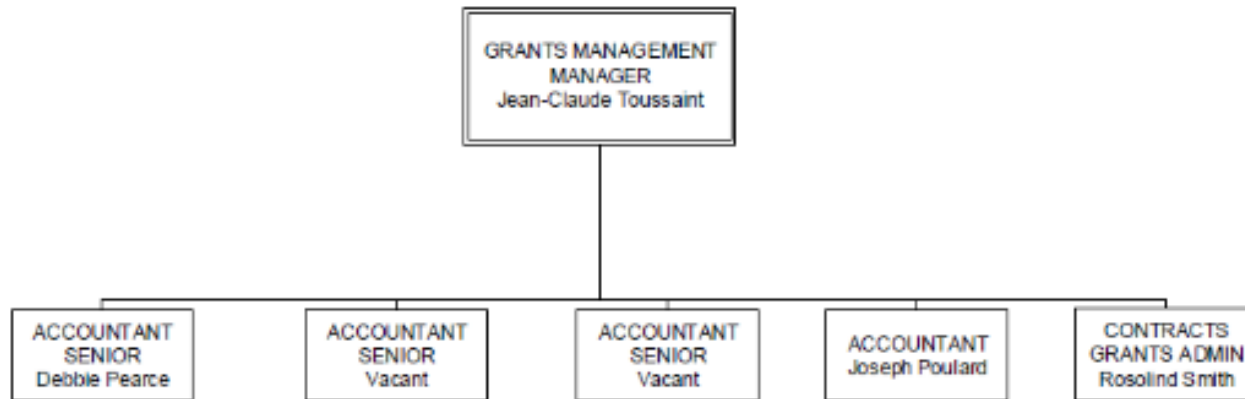 GRANTS MANAGEMENT
MANAGER
Jean-Claude Toussaint
ACCOUNTANT
SENIOR
Debbie Pearce
ACCOUNTANT
SENIOR
Vacant
ACCOUNTANT
SENIOR
Vacant
ACCOUNTANT
Joseph Poulard
CONTRACTS
GRANTS ADMIN
Rosolind Smith